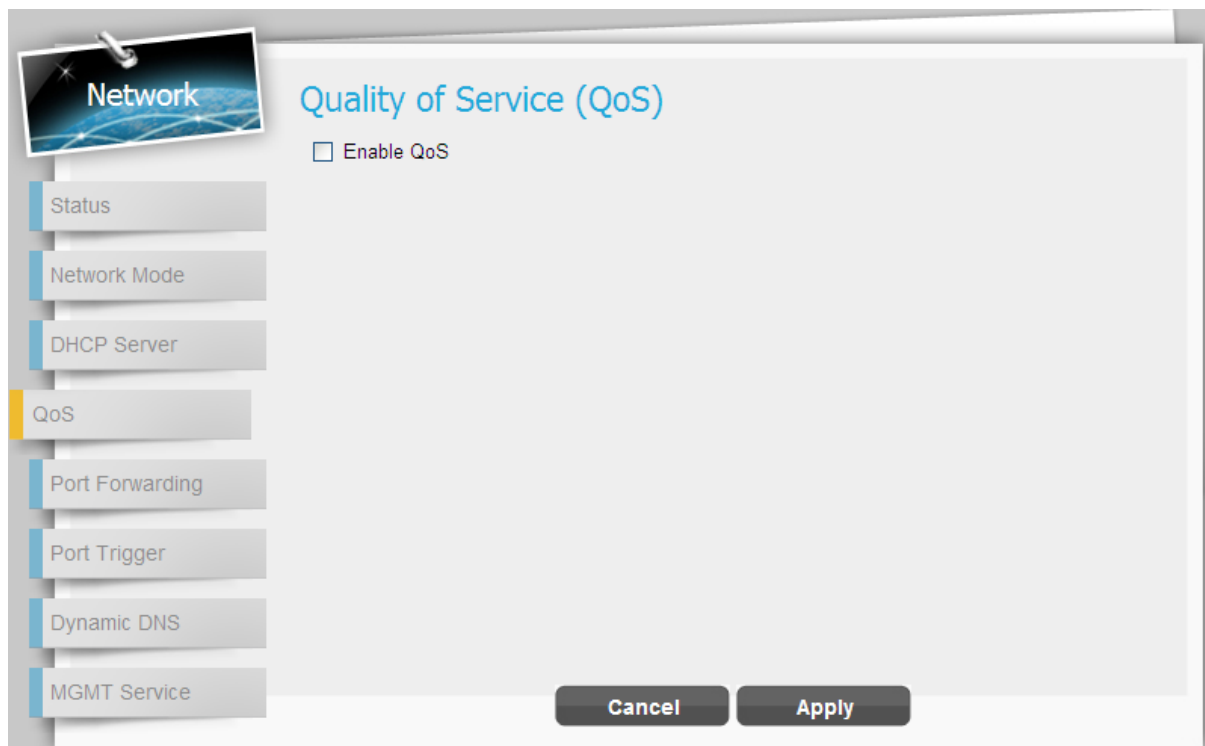 Network
Quality of Service (QoS)
Enable QoS
Status
Network Mode
DHCP Server
QoS
Port Forwarding
Port Trigger
Dynamic DNS
MGMT Service
Cancel
Apply